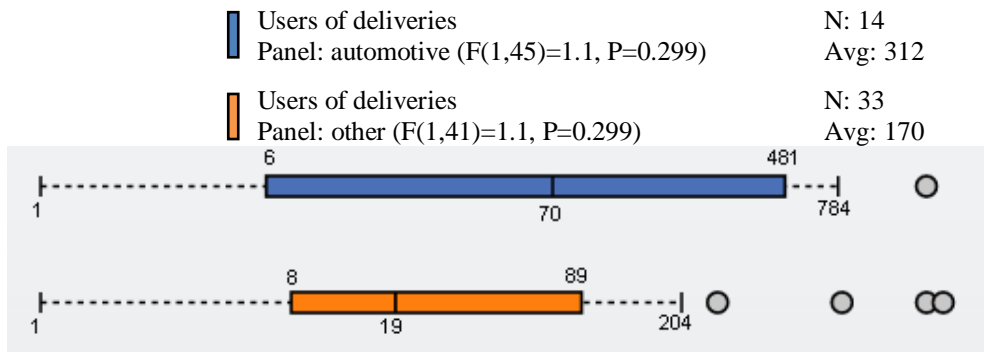 Users of deliveries N: 14
Panel: automotive (F(1,45)=1.1, P=0.299) Avg: 312
Users of deliveries N: 33
Panel: other (F(1,41)=1.1, P=0.299) Avg: 170
6 481
1 70 784
8 89
1 19 204